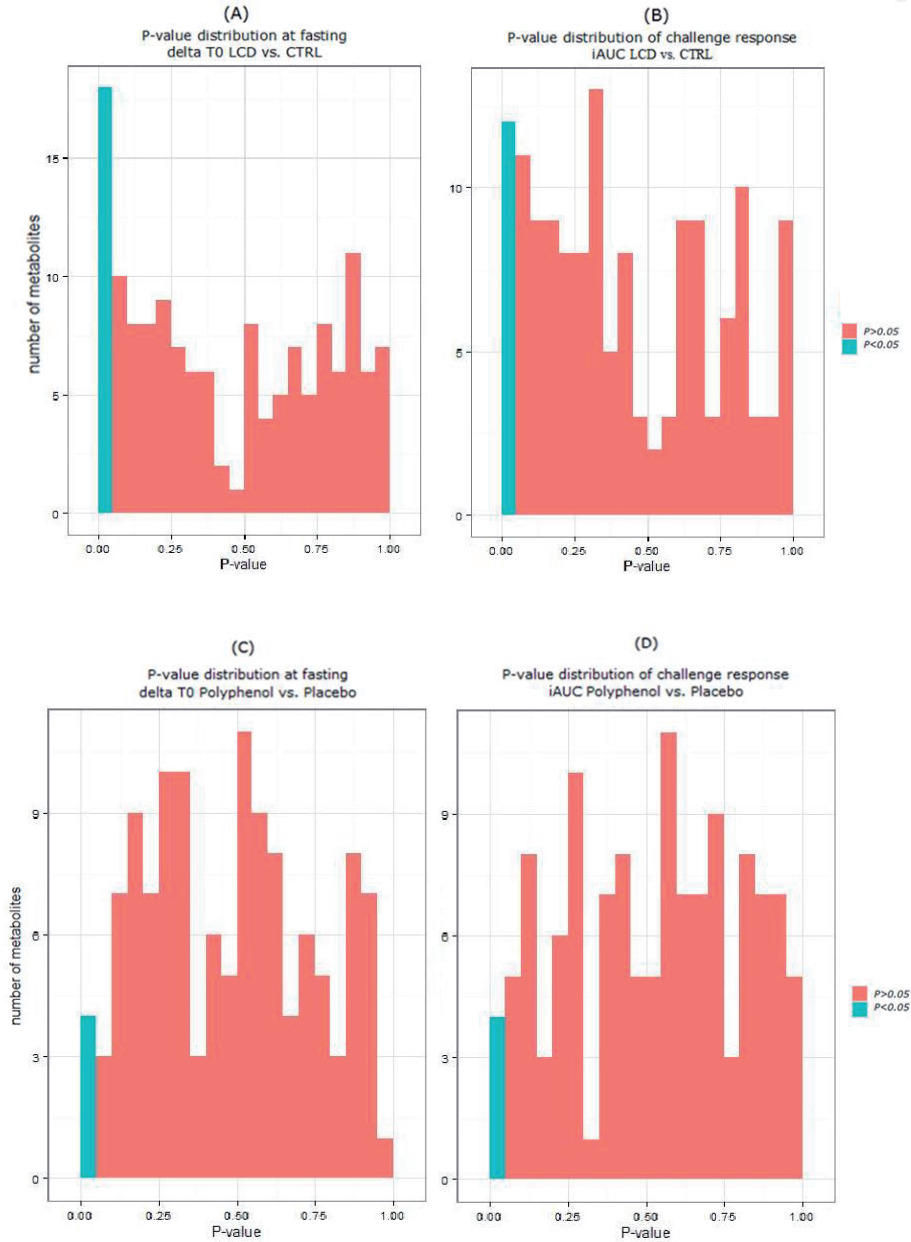 (A)
P-value distribution at fasting
delta T0 LCD vs. CTRL
number of metabolites
15
10
5
0
0.00 0.25 0.50 0.75 1.00
P-value
(B)
P-value distribution of challenge response
iAUC LCD vs. CTRL
10
5
0
0.00 0.25 0.50 0.75 1.00
P-value
P>0.05
P<0.05
(C)
P-value distribution at fasting
delta T0 Polyphenol vs. Placebo
number of metabolites
9
6
3
0
0.00 0.25 0.50 0.75 1.00
P-value
(D)
P-value distribution of challenge response
iAUC Polyphenol vs. Placebo
9
6
3
0
0.00 0.25 0.50 0.75 1.00
P-value
P>0.05
P<0.05